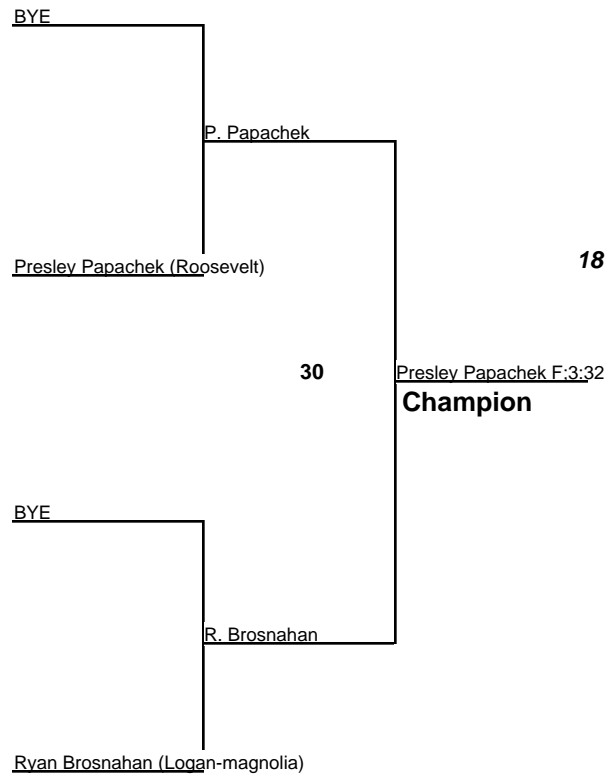 BYE
P. Papachek
Presley Papachek (Roosevelt)
18
30
Presley Papachek F;3:32
Champion
BYE
R. Brosnahan
Ryan Brosnahan (Logan-magnolia)